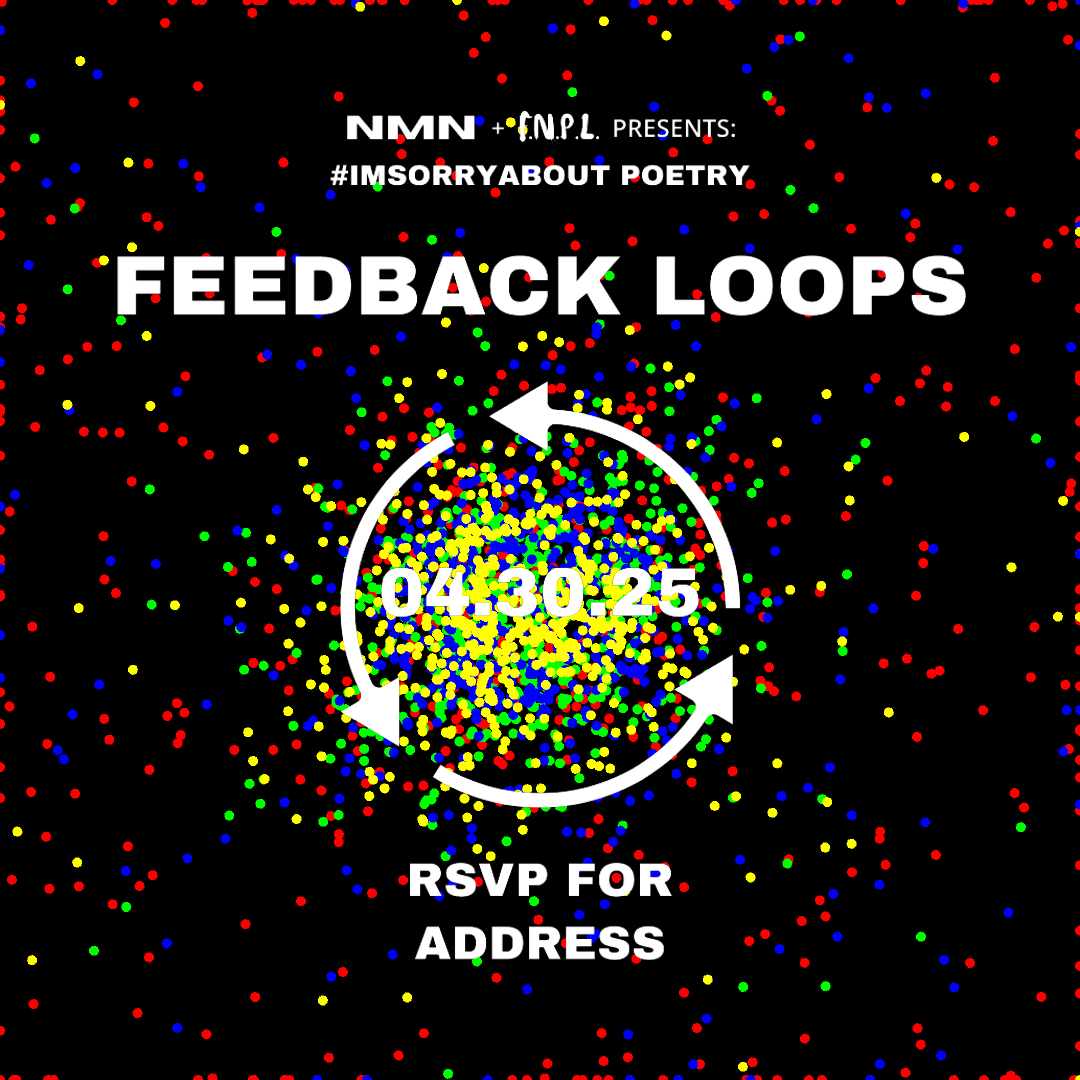 NMN + F.N.P.L. PRESENTS:
#IMSORRYABOUT POETRY
FEEDBACK LOOPS
04.30.25
RSVP FOR
ADDRESS